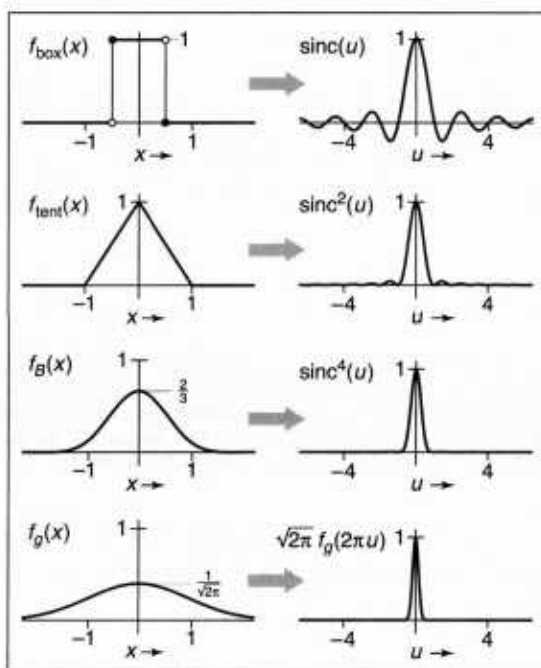 f_box(x) 1 sinc(u) 1
−1 1 −4 4
x → u →
f_tent(x) 1 sinc²(u) 1
−1 1 −4 4
x → u →
f_B(x) 1 2/3 sinc⁴(u) 1
−1 1 −4 4
x → u →
f_g(x) 1 1/√2π √2π f_g(2πu) 1
−1 1 −4 4
x → u →